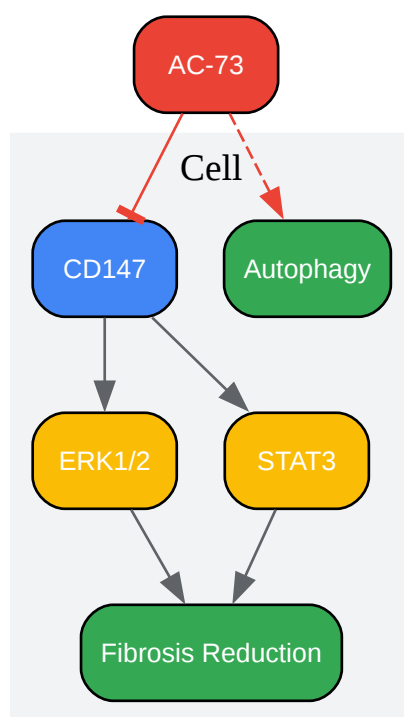 AC-73
Cell
CD147
Autophagy
ERK1/2
STAT3
Fibrosis Reduction